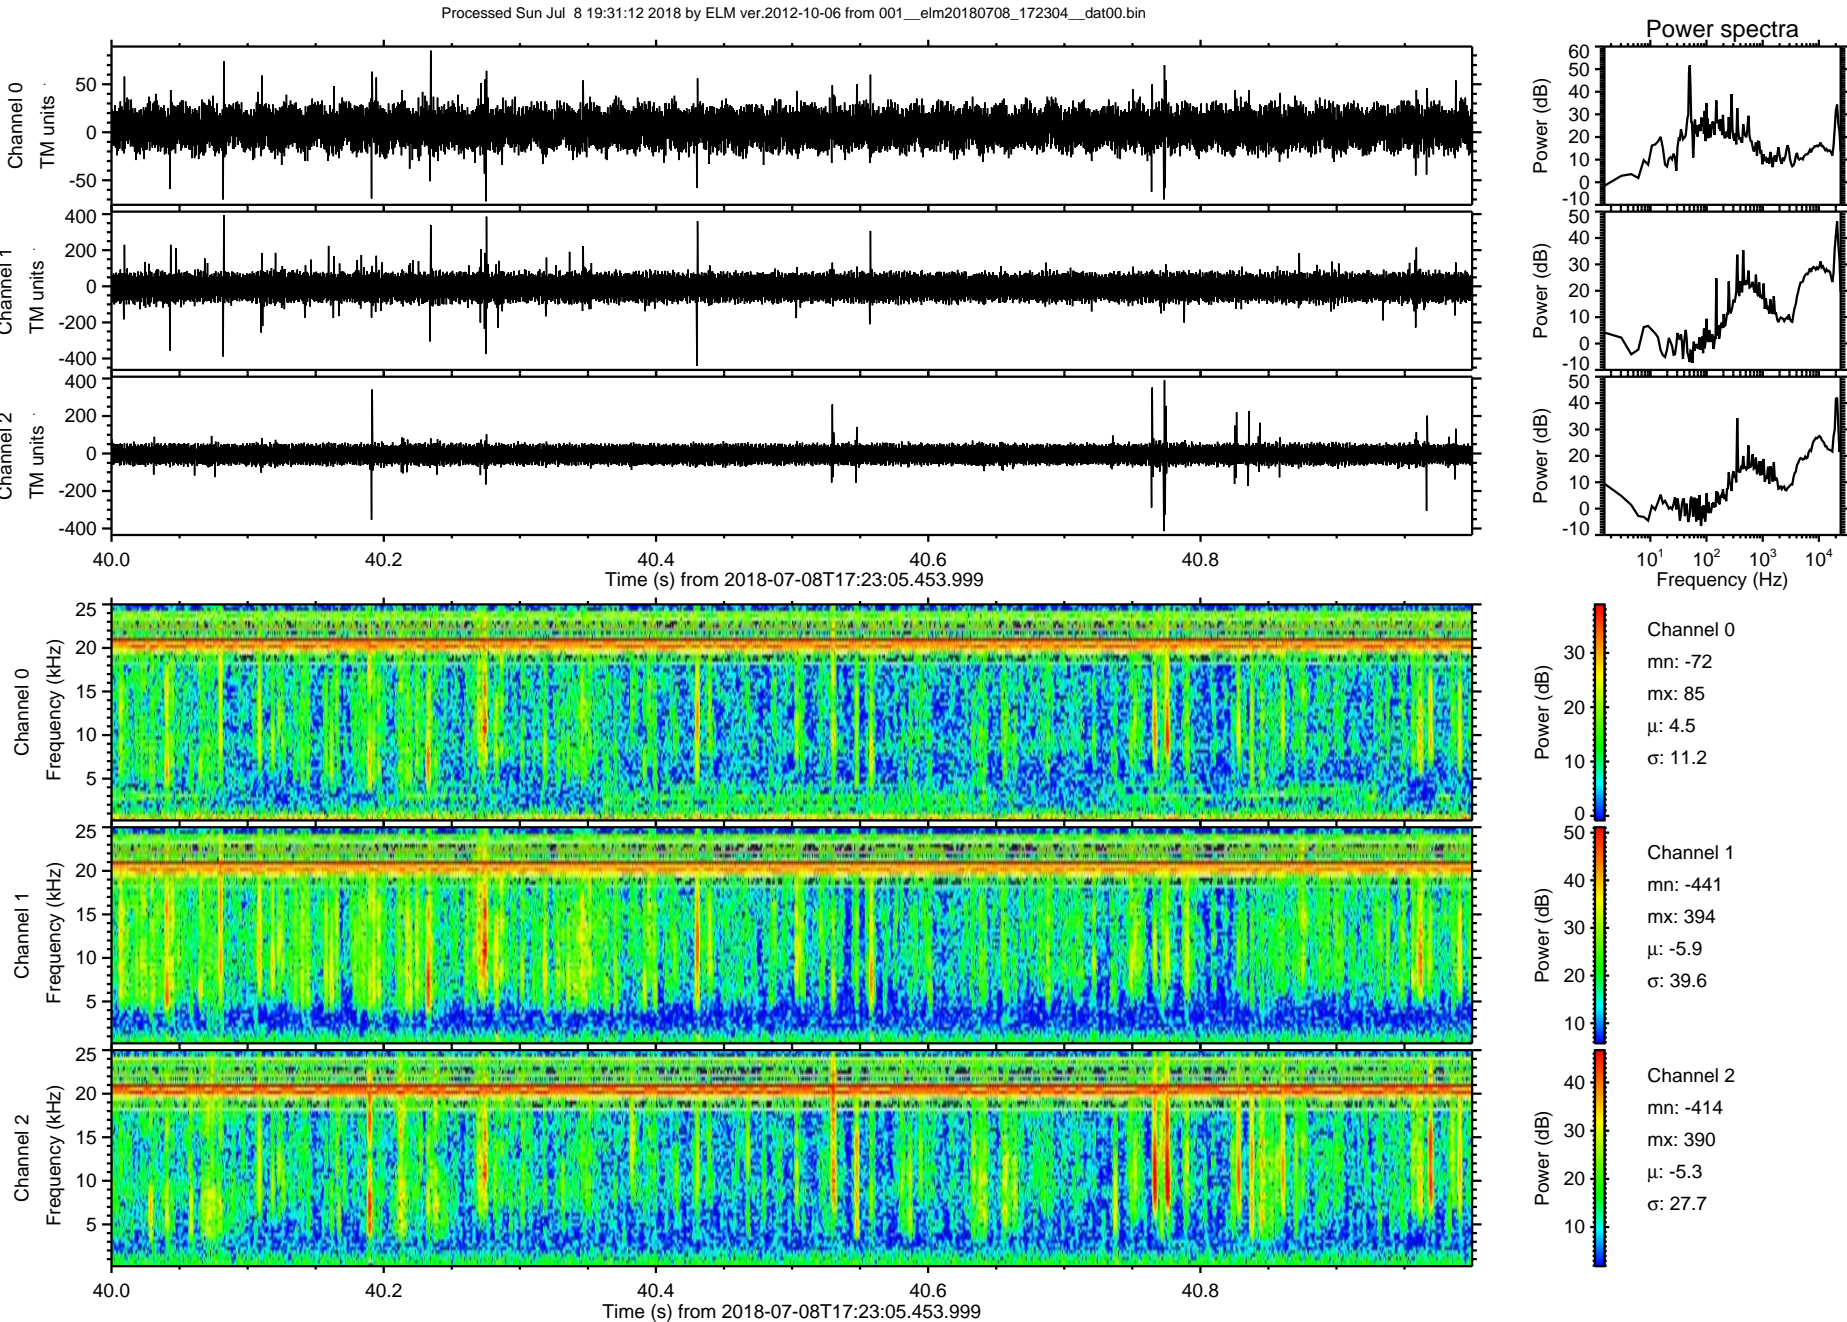 Processed Sun Jul 8 19:31:12 2018 by ELM ver.2012-10-06 from 001__elm20180708_172304__dat00.bin
Power spectra
Channel 0
TM units
50
0
-50
Power (dB)
60
50
40
30
20
10
0
-10
Channel 1
TM units
400
200
0
-200
-400
Power (dB)
50
40
30
20
10
0
-10
Channel 2
TM units
400
200
0
-200
-400
Power (dB)
50
40
30
20
10
0
-10
40.0 40.2 40.4 40.6 40.8
Time (s) from 2018-07-08T17:23:05.453.999
10¹ 10² 10³ 10⁴
Frequency (Hz)
Channel 0
Frequency (kHz)
25
20
15
10
5
Power (dB)
30
20
10
0
Channel 0
mn: -72
mx: 85
μ: 4.5
σ: 11.2
Channel 1
Frequency (kHz)
25
20
15
10
5
Power (dB)
50
40
30
20
10
Channel 1
mn: -441
mx: 394
μ: -5.9
σ: 39.6
Channel 2
Frequency (kHz)
25
20
15
10
5
Power (dB)
40
30
20
10
Channel 2
mn: -414
mx: 390
μ: -5.3
σ: 27.7
40.0 40.2 40.4 40.6 40.8
Time (s) from 2018-07-08T17:23:05.453.999